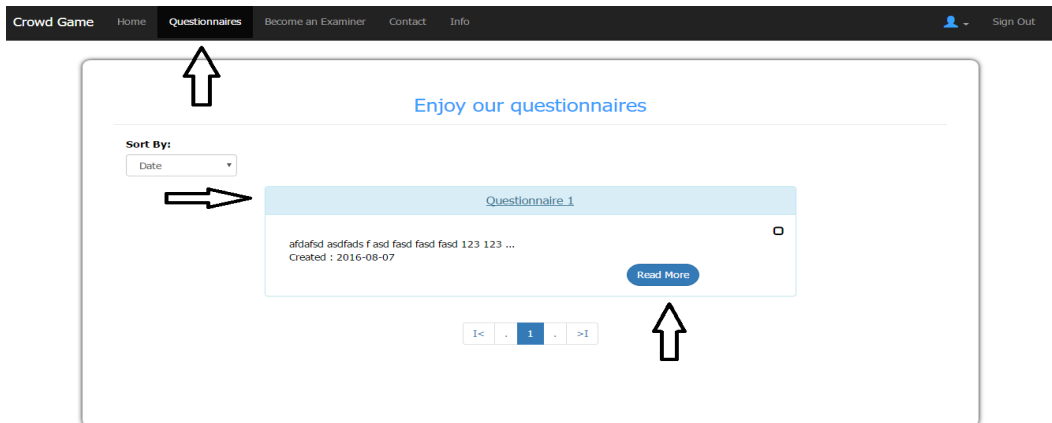 Crowd Game Home Questionnaires Become an Examiner Contact Info Sign Out
Enjoy our questionnaires
Sort By:
Date
Questionnaire 1
afdafsd asdfads f asd fasd fasd fasd 123 123 ...
Created : 2016-08-07
Read More
I< . 1 . >I